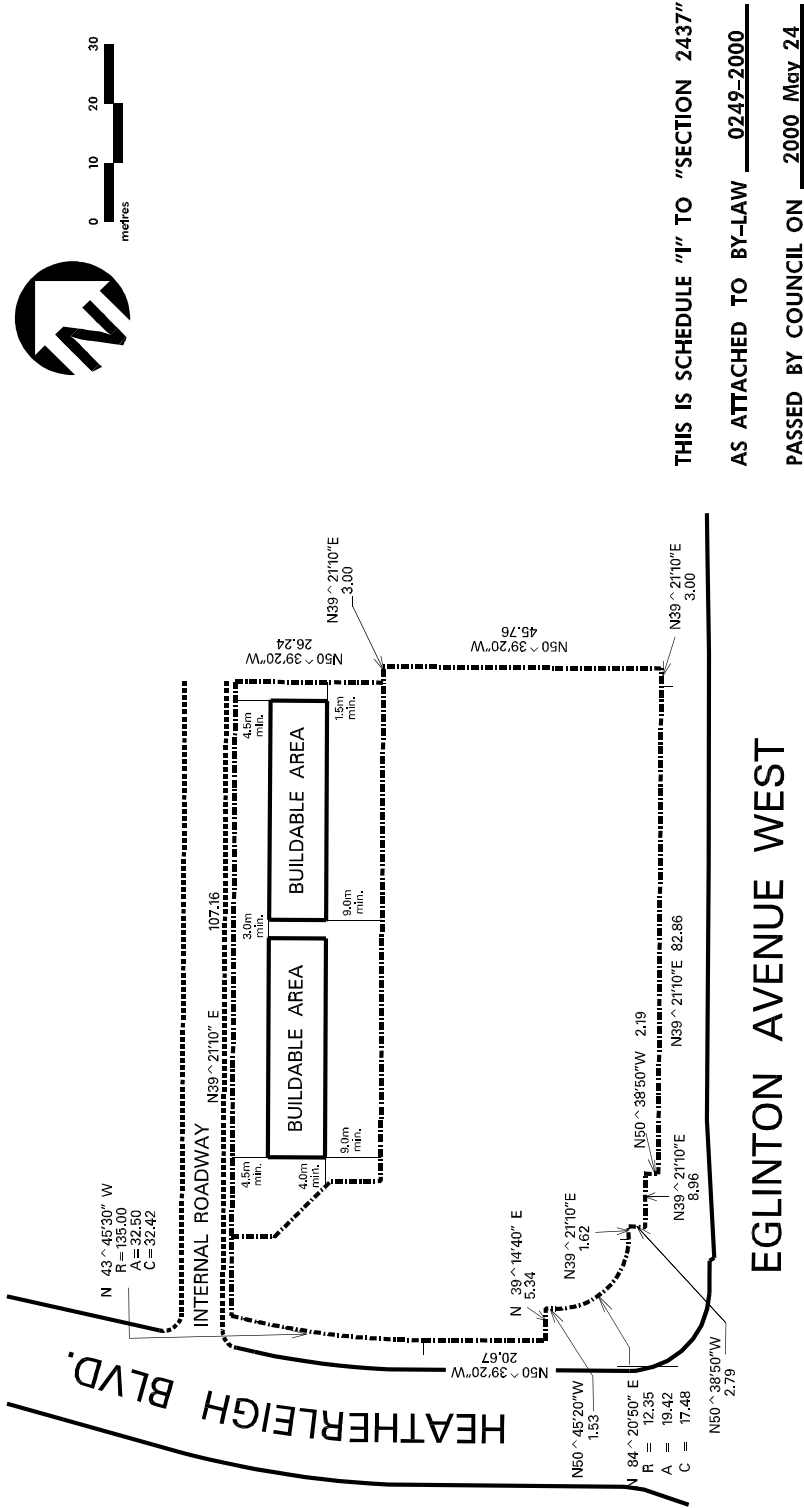 0 10 20 30
metres
N
THIS IS SCHEDULE "I" TO "SECTION 2437"
AS ATTACHED TO BY-LAW 0249-2000
PASSED BY COUNCIL ON 2000 May 24
N 43^45'30" W
R=135.00
A=32.50
C=32.42
INTERNAL ROADWAY
N39^21'10" E 107.16
4.5m
min.
3.0m
min.
4.5m
min.
BUILDABLE AREA
BUILDABLE AREA
4.0m
min.
9.0m
min.
9.0m
min.
1.5m
min.
N50^39'20"W
26.24
N39^21'10"E
3.00
N50^39'20"W
45.76
N39^21'10"E
3.00
HEATHERLEIGH BLVD.
N50^39'20"W
20.67
N 39^14'40" E
5.34
N39^21'10"E
1.62
N50^38'50"W 2.19
N39^21'10"E 82.86
N39^21'10"E
8.96
N50^45'20"W
1.53
N 84^20'50" E
R = 12.35
A = 19.42
C = 17.48
N50^38'50"W
2.79
EGLINTON AVENUE WEST